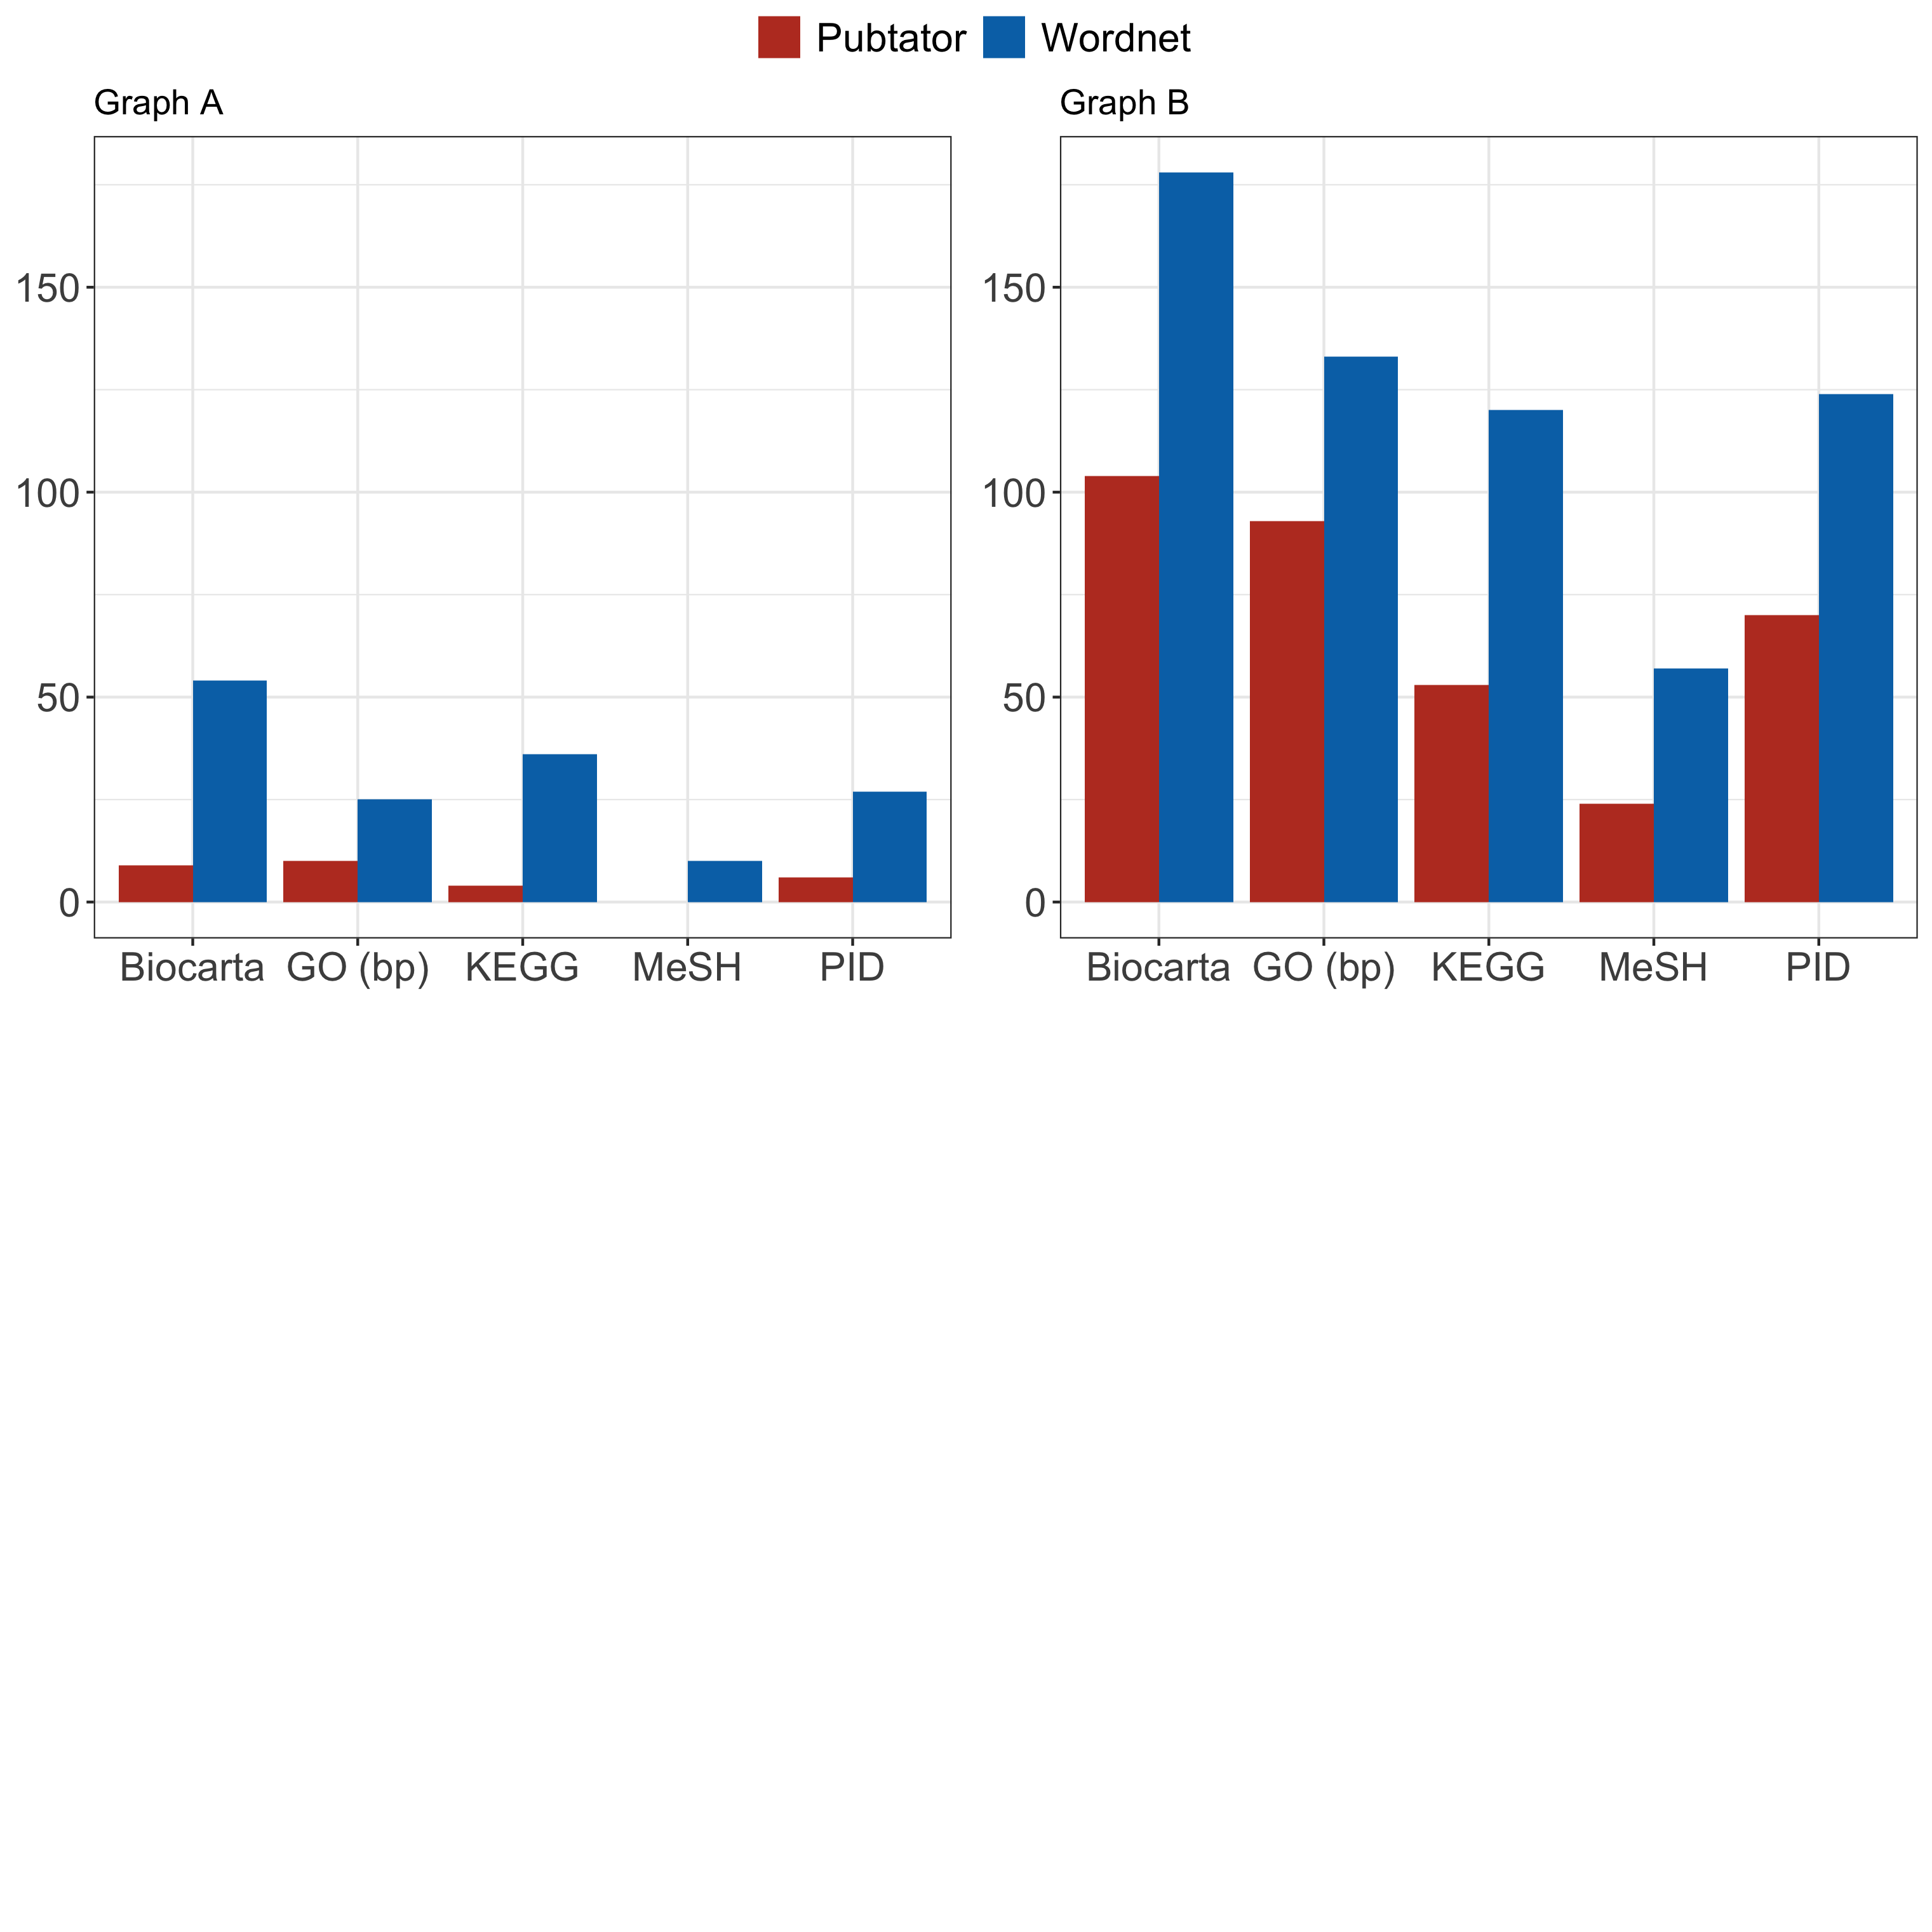 Pubtator Wordnet
Graph A
150
100
50
0
Biocarta GO (bp) KEGG MeSH PID
Graph B
150
100
50
0
Biocarta GO (bp) KEGG MeSH PID